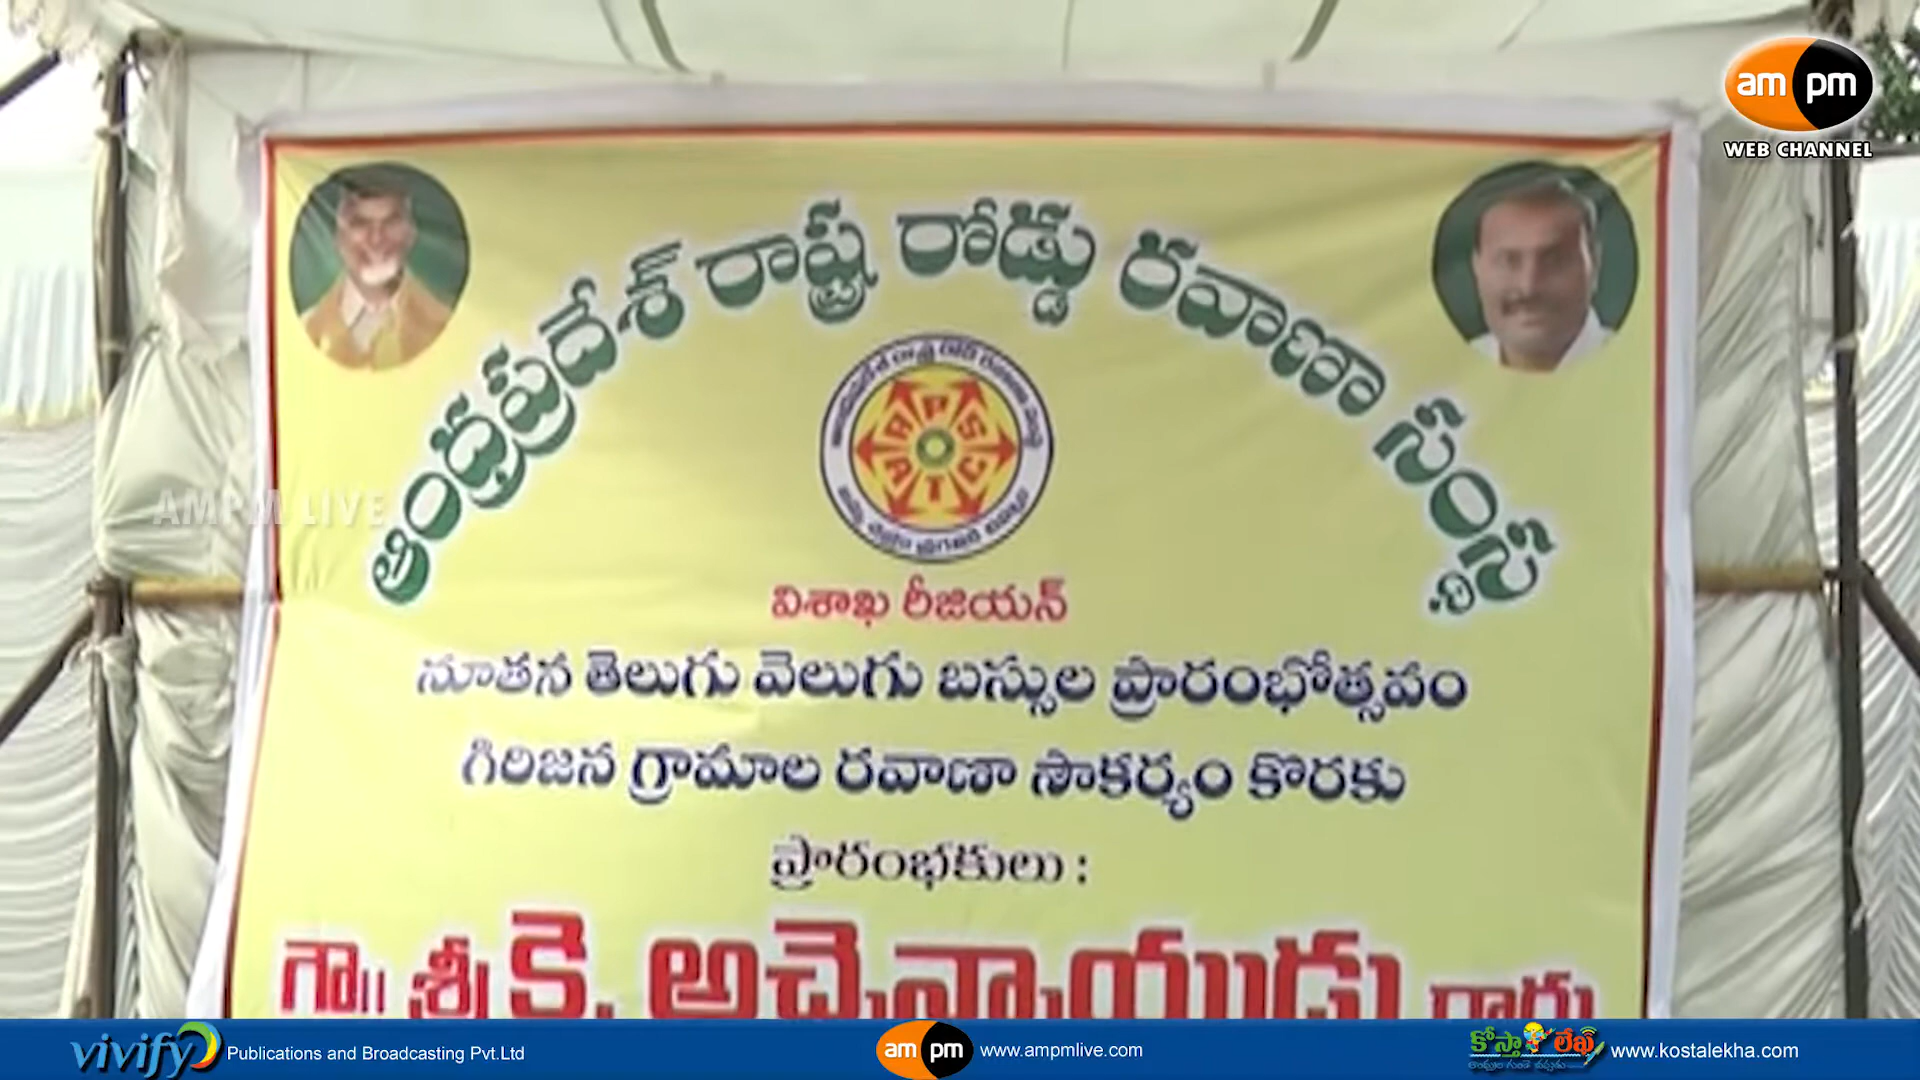 am pm
WEB CHANNEL
ఆంధ్రప్రదేశ్ రాష్ట్ర రోడ్డు రవాణా సంస్థ
APSRTC
విశాఖ రీజియన్
నూతన తెలుగు వెలుగు బస్సుల ప్రారంభోత్సవం
గిరిజన గ్రామాల రవాణా సౌకర్యం కొరకు
ప్రారంభకులు :
గౌ॥ శ్రీ కె. అచ్చెన్నాయుడు గారు
AMPM LIVE
vivify Publications and Broadcasting Pvt.Ltd
am pm www.ampmlive.com
కోస్తా లేఖ www.kostalekha.com